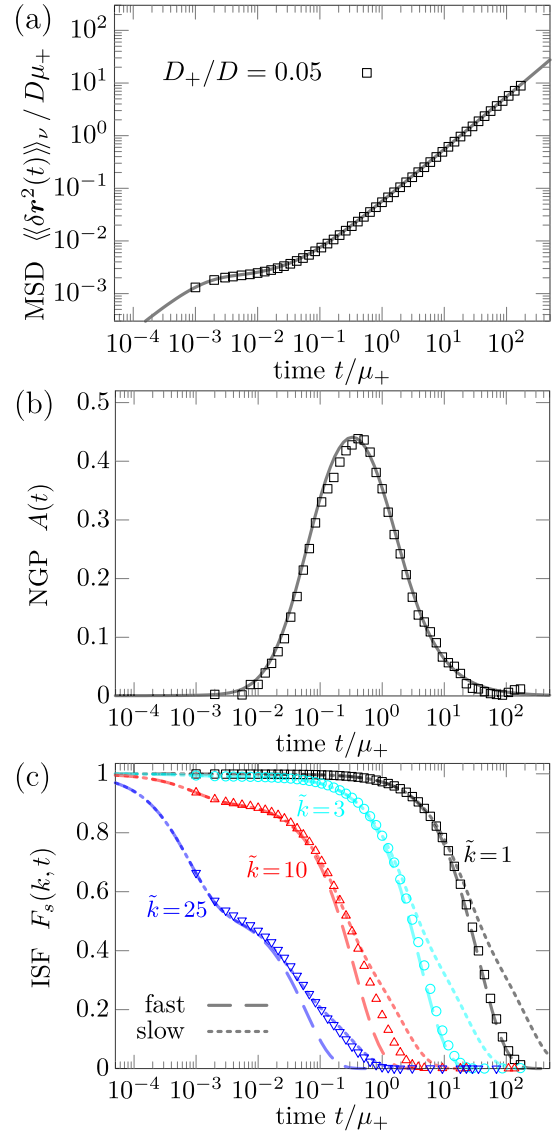 (a)
MSD ⟨⟨δr²(t)⟩⟩ᵥ / Dμ₊
10²
10¹
10⁰
10⁻¹
10⁻²
10⁻³
D₊/D = 0.05
10⁻⁴ 10⁻³ 10⁻² 10⁻¹ 10⁰ 10¹ 10²
time t/μ₊
(b)
NGP A(t)
0.5
0.4
0.3
0.2
0.1
0
10⁻⁴ 10⁻³ 10⁻² 10⁻¹ 10⁰ 10¹ 10²
time t/μ₊
(c)
ISF Fₛ(k, t)
1
0.8
0.6
0.4
0.2
0
k̃=3
k̃=1
k̃=10
k̃=25
fast
slow
10⁻⁴ 10⁻³ 10⁻² 10⁻¹ 10⁰ 10¹ 10²
time t/μ₊